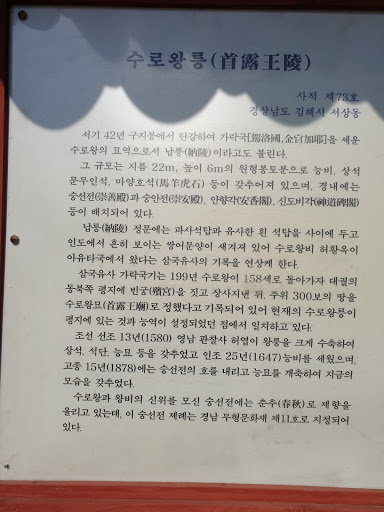 수로왕릉(首露王陵)
사적 제73호
경상남도 김해시 서상동
서기 42년 구지봉에서 탄강하여 가락국[駕洛國,金官加耶]을 세운
수로왕의 묘역으로서 납릉(納陵)이라고도 불린다.
그 규모는 지름 22m, 높이 6m의 원형봉토분으로 능비, 상석
문무인석, 마양호석(馬羊虎石) 등이 갖추어져 있으며, 경내에는
숭선전(崇善殿)과 숭안전(崇安殿), 안향각(安香閣), 신도비각(神道碑閣)
등이 배치되어 있다.
납릉(納陵) 정문에는 파사석탑과 유사한 흰 석탑을 사이에 두고
인도에서 흔히 보이는 쌍어문양이 새겨져 있어 수로왕비 허황옥이
아유타국에서 왔다는 삼국유사의 기록을 연상케 한다.
삼국유사 가락국기는 199년 수로왕이 158세로 돌아가자 대궐의
동북쪽 평지에 빈궁(殯宮)을 짓고 장사지낸 뒤, 주위 300보의 땅을
수로왕묘(首露王廟)로 정했다고 기록되어 있어 현재의 수로왕릉이
평지에 있는 것과 능역이 설정되었던 점에서 일치하고 있다.
조선 선조 13년(1580) 영남 관찰사 허엽이 왕릉을 크게 수축하여
상석, 석단, 능묘 등을 갖추었고 인조 25년(1647)능비를 세웠으며,
고종 15년(1878)에는 숭선전의 호를 내리고 능묘를 개축하여 지금의
모습을 갖추었다.
수로왕과 왕비의 신위를 모신 숭선전에는 춘추(春秋)로 제향을
올리고 있는데, 이 숭선전 제례는 경남 무형문화재 제11호로 지정되어
있다.